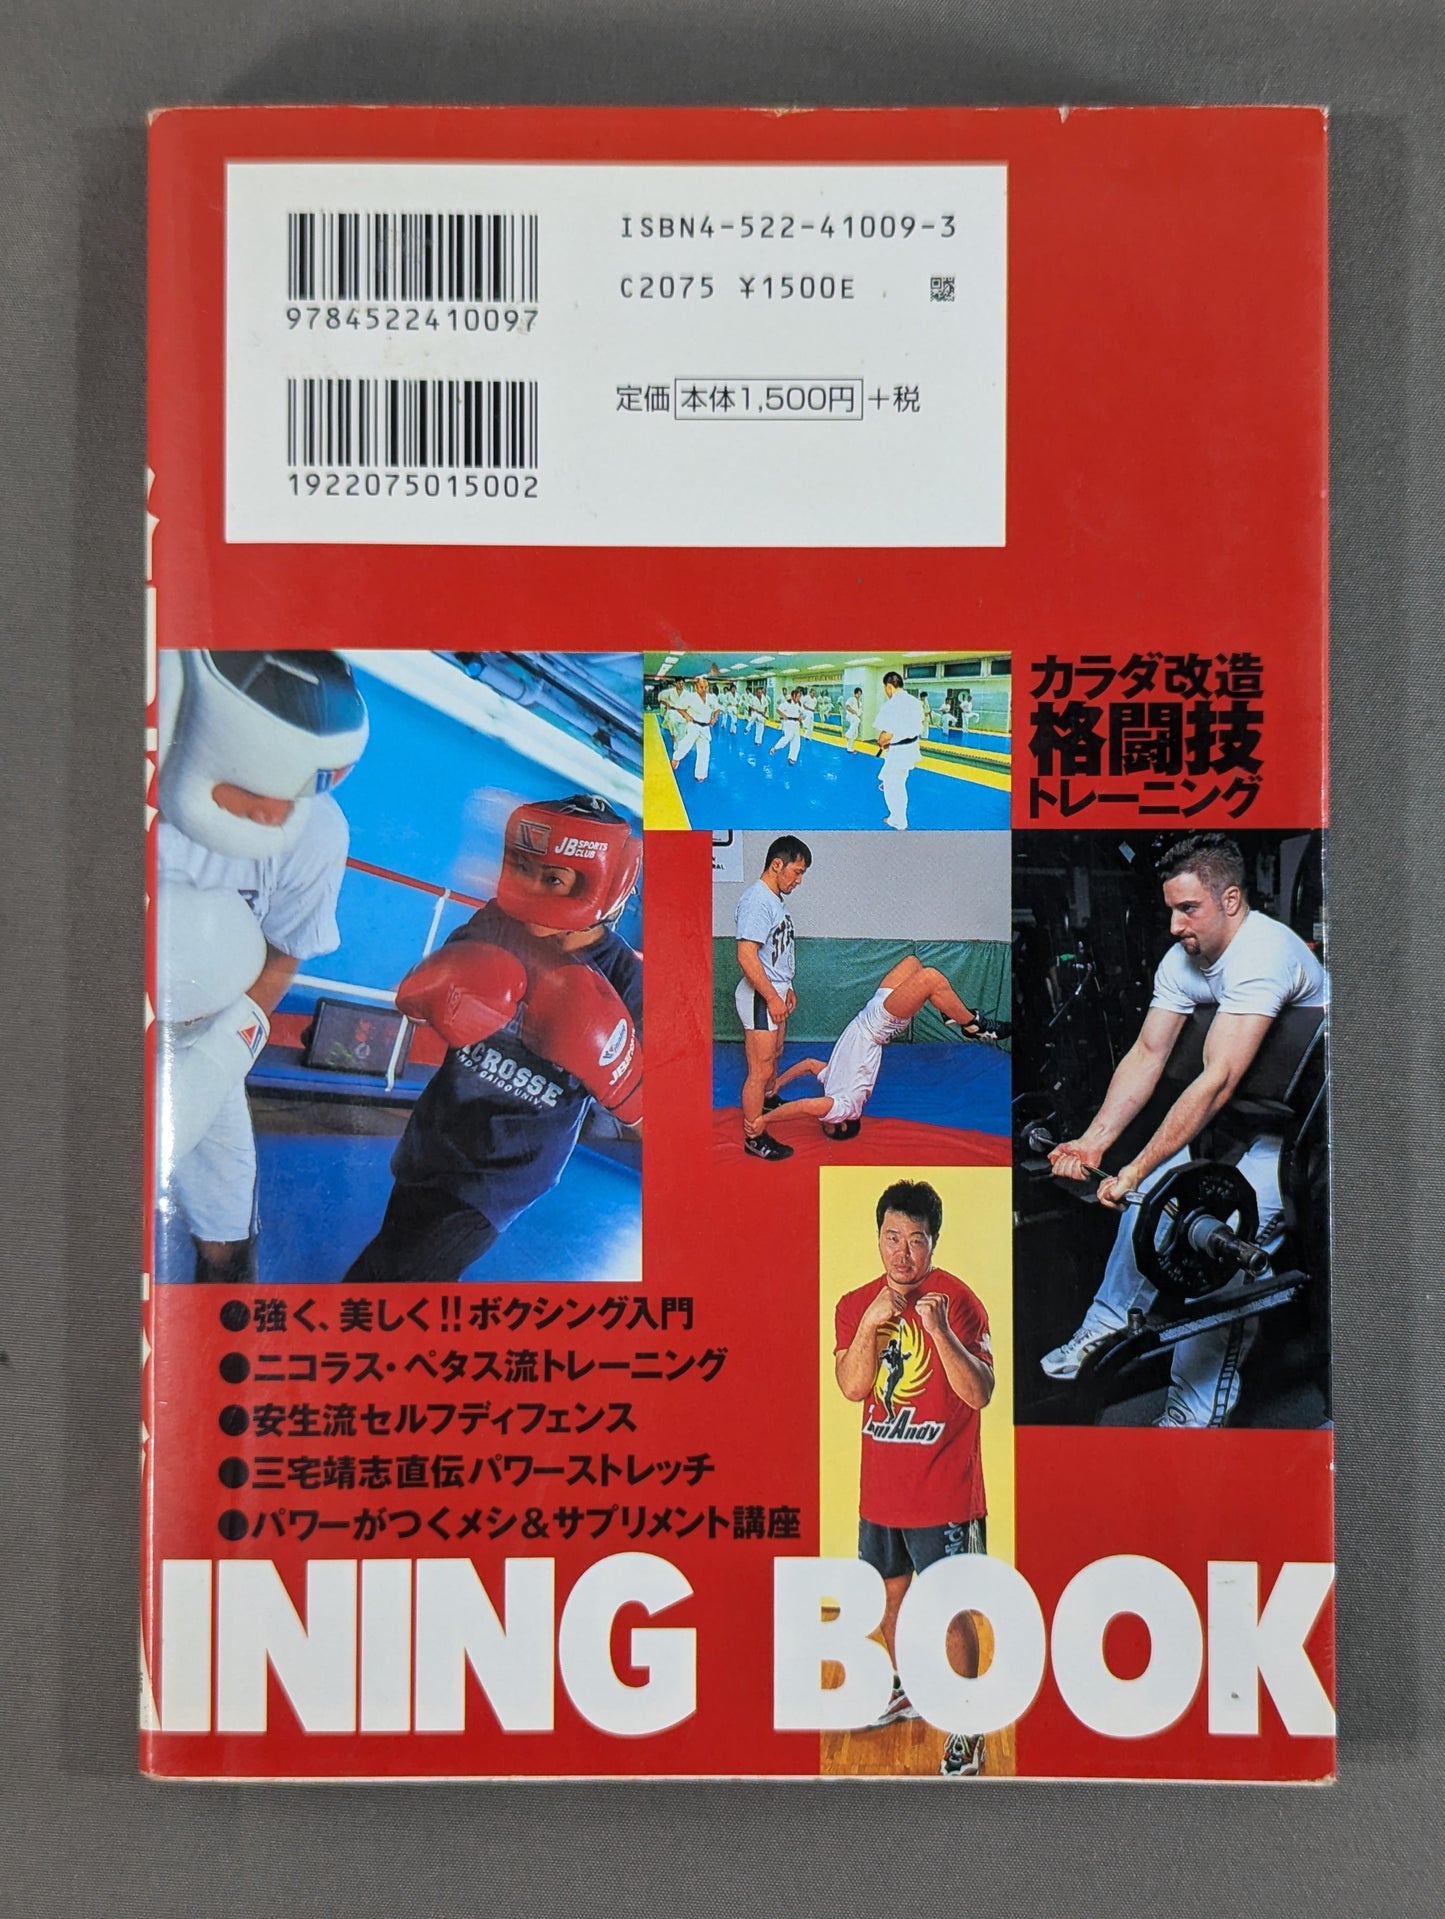 ISBN4-522-41009-3
C2075 ¥1500E
9784522410097
定価 本体1,500円 +税
1922075015002
カラダ改造
格闘技
トレーニング
JB SPORTS
CLUB
ACROSSE
Andy
●強く、美しく!!ボクシング入門
●ニコラス・ペタス流トレーニング
●安生流セルフディフェンス
●三宅靖志直伝パワーストレッチ
●パワーがつくメシ&サプリメント講座
AINING BOOK